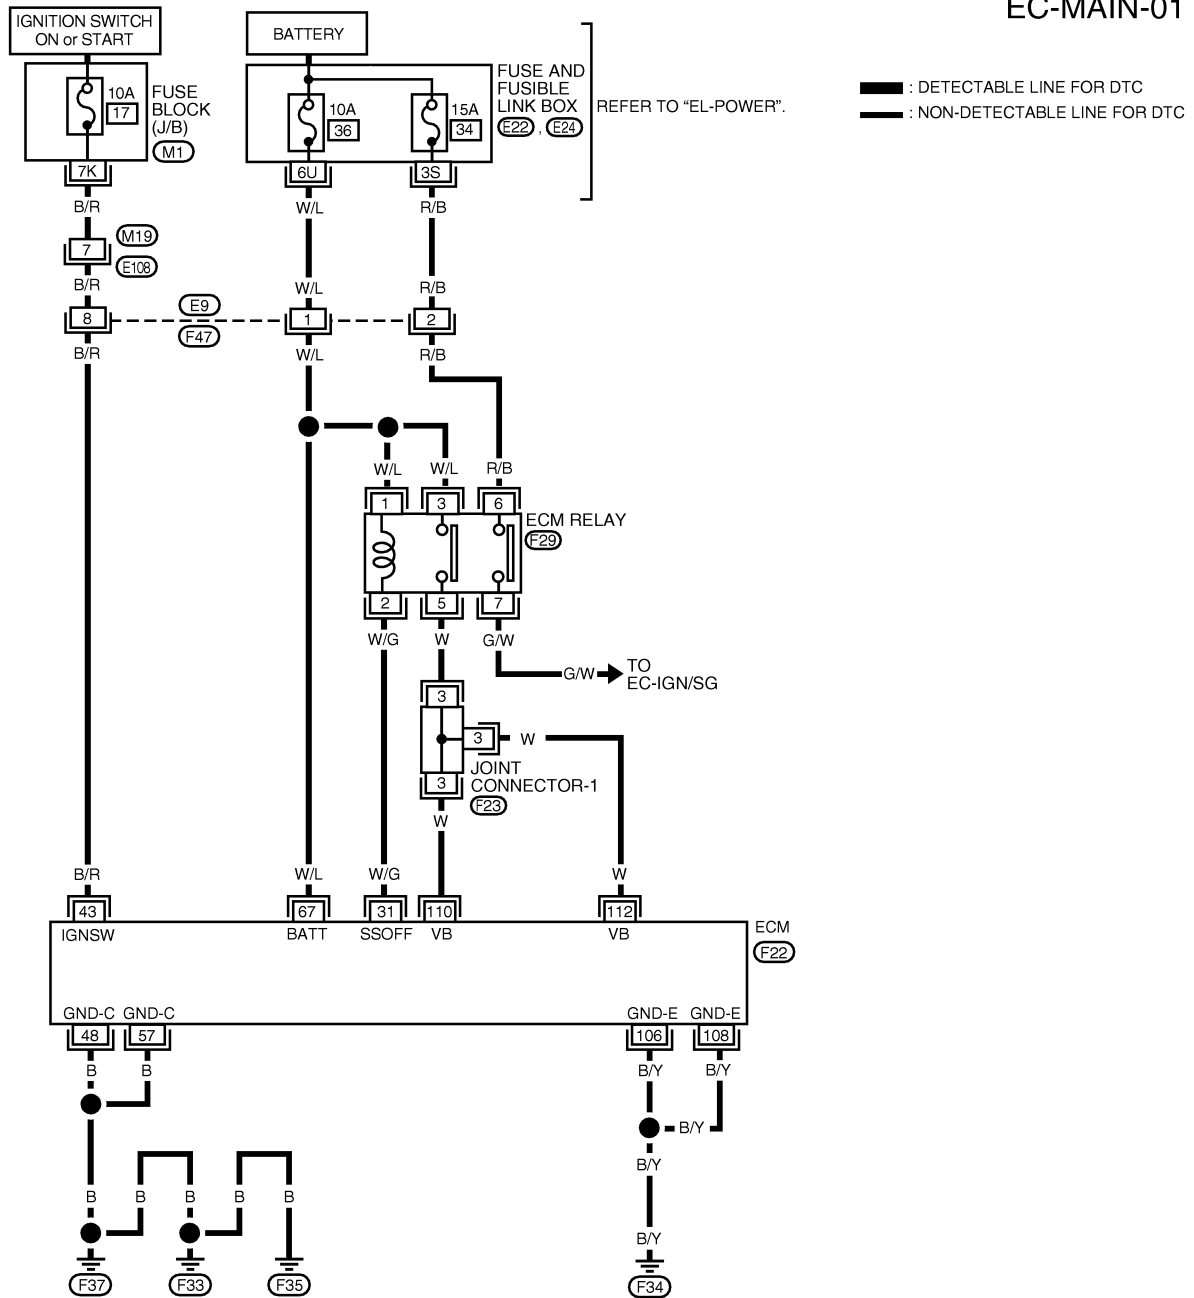 EC-MAIN-01
IGNITION SWITCH
ON or START
BATTERY
10A
17
FUSE
BLOCK
(J/B)
M1
10A
36
15A
34
FUSE AND
FUSIBLE
LINK BOX
E22 , E24
REFER TO “EL-POWER”.
: DETECTABLE LINE FOR DTC
: NON-DETECTABLE LINE FOR DTC
7K
6U
3S
B/R
W/L
R/B
7
M19
E108
B/R
W/L
R/B
8
E9
F47
1
2
B/R
W/L
R/B
W/L
W/L
R/B
1
3
6
ECM RELAY
F29
2
5
7
W/G
W
G/W
G/W
TO
EC-IGN/SG
3
3
W
3
JOINT
CONNECTOR-1
F23
W
B/R
W/L
W/G
W
43
67
31
110
112
IGNSW
BATT
SSOFF
VB
VB
ECM
F22
GND-C
GND-C
GND-E
GND-E
48
57
106
108
B
B
B/Y
B/Y
B/Y
B/Y
B
B
B
B
B
B/Y
F37
F33
F35
F34